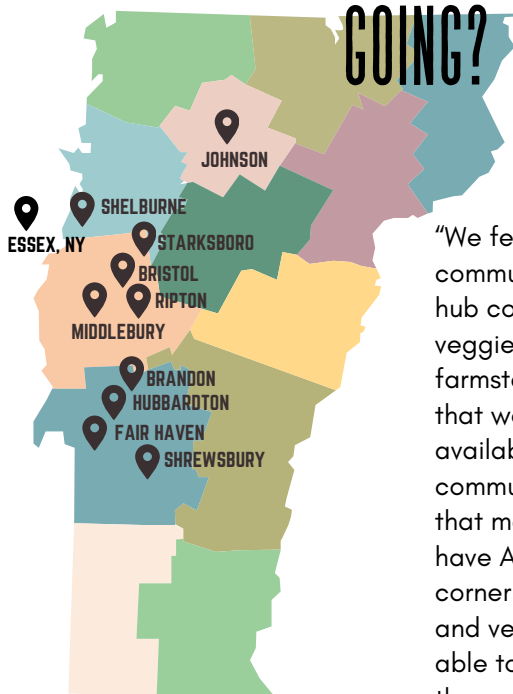 GOING?
JOHNSON
SHELBURNE
ESSEX, NY
STARKSBORO
BRISTOL
RIPTON
MIDDLEBURY
BRANDON
HUBBARDTON
FAIR HAVEN
SHREWSBURY
“We fe
commu
hub co
veggie
farmste
that we
availab
commu
that m
have A
corner
and ve
able to